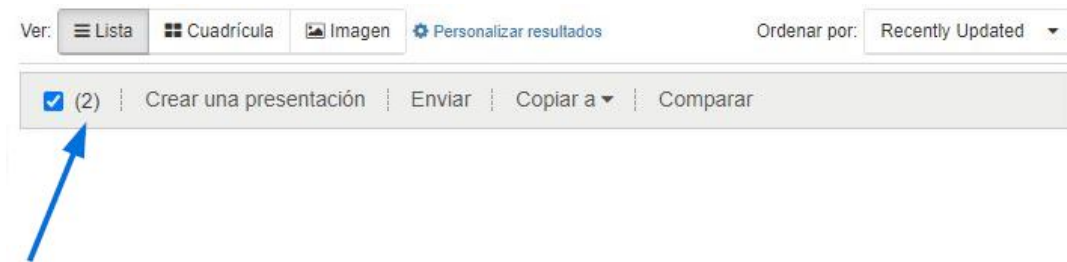 Ver: Lista Cuadrícula Imagen Personalizar resultados Ordenar por: Recently Updated
(2) Crear una presentación Enviar Copiar a Comparar